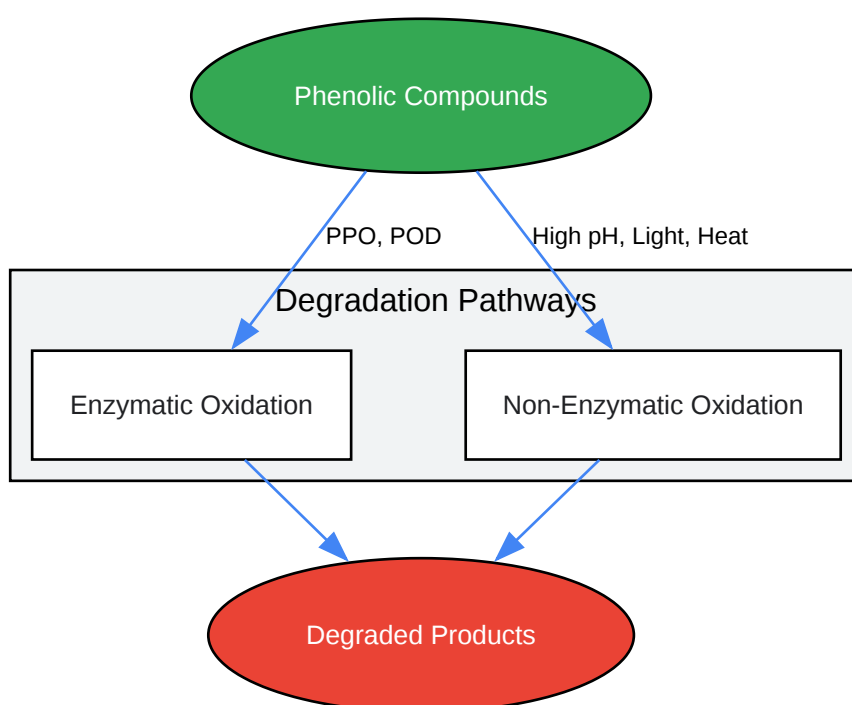 Phenolic Compounds
PPO, POD
High pH, Light, Heat
Degradation Pathways
Enzymatic Oxidation
Non-Enzymatic Oxidation
Degraded Products